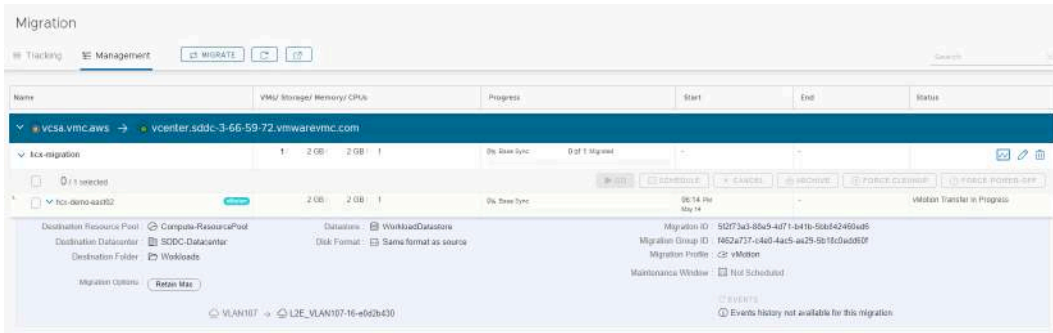 Migration
Tracking Management MIGRATE Search
Name VMs/ Storage/ Memory/ CPUs Progress Start End Status
vcsa.vmc.aws → vcenter.sddc-3-66-59-72.vmwarevmc.com
hcx-migration 1 2 GB 2 GB 1 0% Base Sync 0 of 1 Migrated - -
0 / 1 selected GO SCHEDULE CANCEL ARCHIVE FORCE CLEANUP FORCE POWER-OFF
hcx-demo-east02 vMotion 2 GB 2 GB 1 0% Base Sync 06:14 PM - vMotion Transfer in Progress
May 14
Destination Resource Pool : Compute-ResourcePool Datastore : WorkloadDatastore Migration ID :
Destination Datacenter : SDDC-Datacenter Disk Format : Same format as source Migration Group ID :
Destination Folder : Workloads Migration Profile : vMotion
Maintenance Window : Not Scheduled
Migration Options : Retain Mac
EVENTS
VLAN107 → L2E_VLAN107-16-e0d2b430 Events history not available for this migration